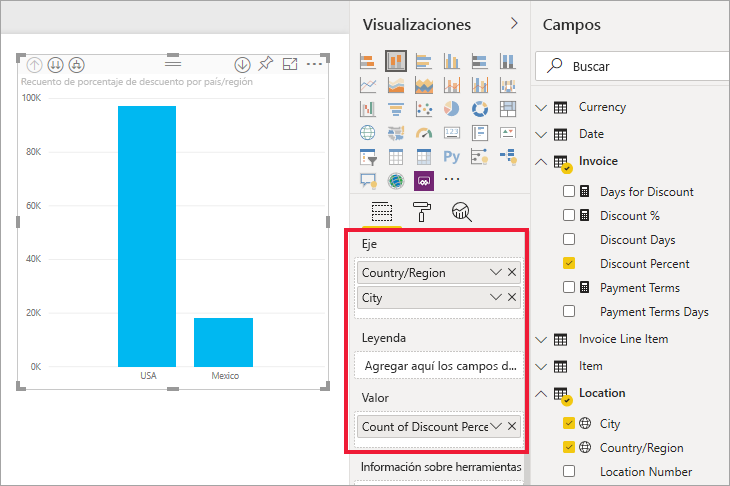 Recuento de porcentaje de descuento por país/región
100K
80K
60K
40K
20K
0K
USA
Mexico
Visualizaciones
123
R
Py
Eje
Country/Region
City
Leyenda
Agregar aquí los campos d...
Valor
Count of Discount Perce
Información sobre herramientas
Campos
Buscar
Currency
Date
Invoice
Days for Discount
Discount %
Discount Days
Discount Percent
Payment Terms
Payment Terms Days
Invoice Line Item
Item
Location
City
Country/Region
Location Number